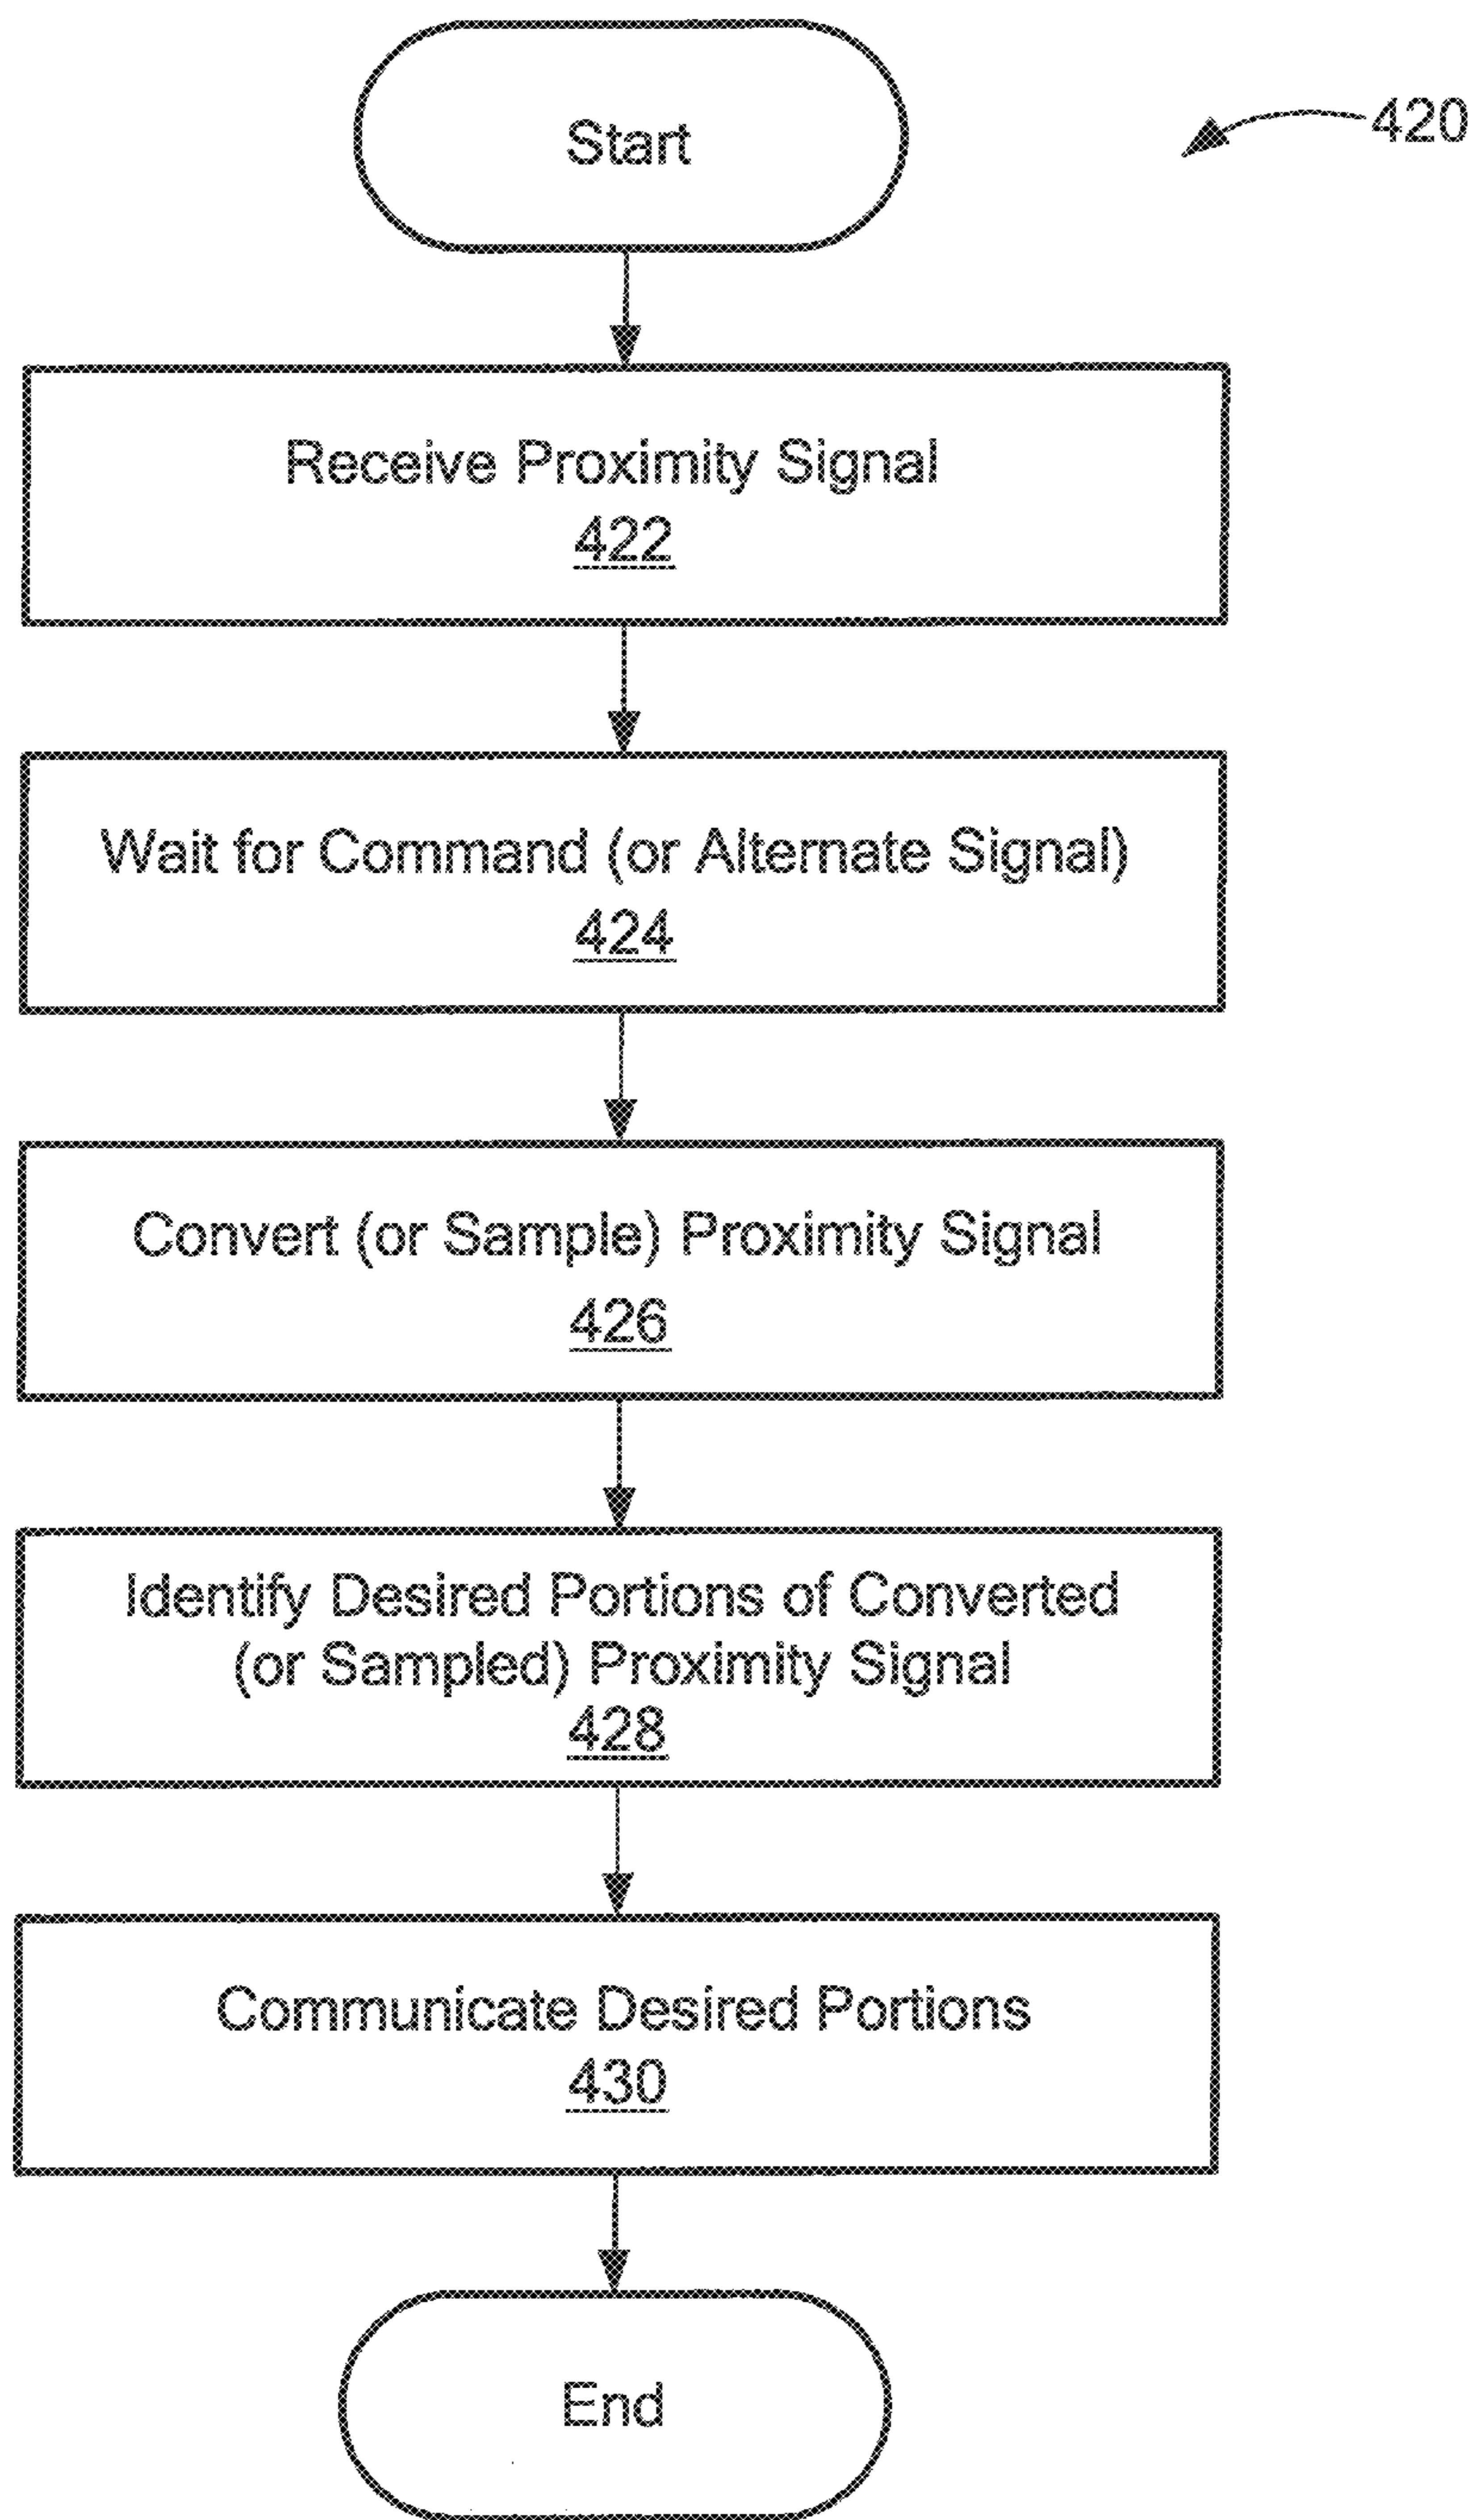 Start
420
Receive Proximity Signal
422
Wait for Command (or Alternate Signal)
424
Convert (or Sample) Proximity Signal
426
Identify Desired Portions of Converted
(or Sampled) Proximity Signal
428
Communicate Desired Portions
430
End